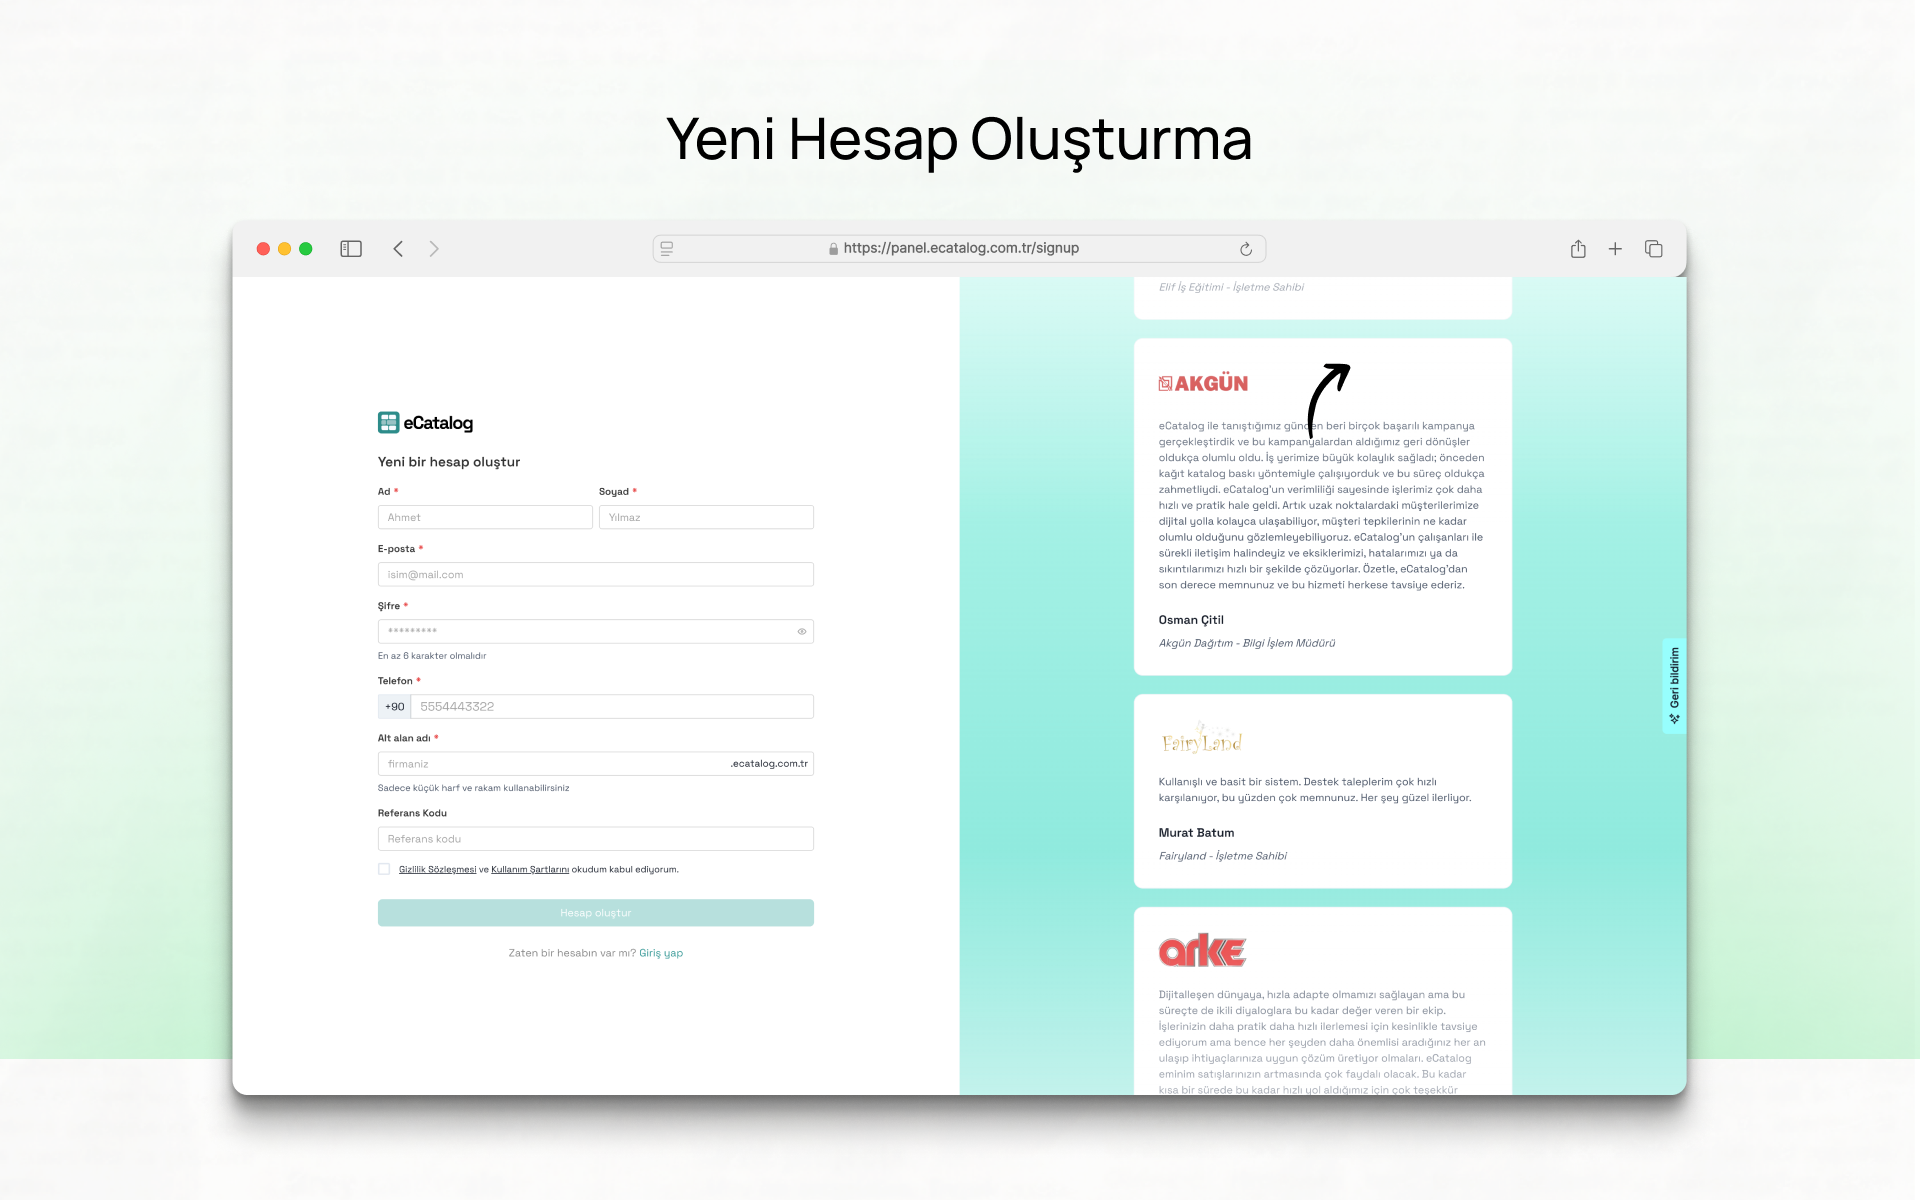 Yeni Hesap Oluşturma
https://panel.ecatalog.com.tr/signup
eCatalog
Yeni bir hesap oluştur
Ad *
Soyad *
Ahmet
Yılmaz
E-posta *
isim@mail.com
Şifre *
*********
En az 6 karakter olmalıdır
Telefon *
+90
5554443322
Alt alan adı *
firmaniz
.ecatalog.com.tr
Sadece küçük harf ve rakam kullanabilirsiniz
Referans Kodu
Referans kodu
Gizlilik Sözleşmesi ve Kullanım Şartlarını okudum kabul ediyorum.
Hesap oluştur
Zaten bir hesabın var mı? Giriş yap
Elif İş Eğitimi - İşletme Sahibi
AKGÜN
eCatalog ile tanıştığımız günden beri birçok başarılı kampanya
gerçekleştirdik ve bu kampanyalardan aldığımız geri dönüşler
oldukça olumlu oldu. İş yerimize büyük kolaylık sağladı; önceden
kağıt katalog baskı yöntemiyle çalışıyorduk ve bu süreç oldukça
zahmetliydi. eCatalog'un verimliliği sayesinde işlerimiz çok daha
hızlı ve pratik hale geldi. Artık uzak noktalardaki müşterilerimize
dijital yolla kolayca ulaşabiliyor, müşteri tepkilerinin ne kadar
olumlu olduğunu gözlemleyebiliyoruz. eCatalog'un çalışanları ile
sürekli iletişim halindeyiz ve eksiklerimizi, hatalarımızı ya da
sıkıntılarımızı hızlı bir şekilde çözüyorlar. Özetle, eCatalog'dan
son derece memnunuz ve bu hizmeti herkese tavsiye ederiz.
Osman Çitil
Akgün Dağıtım - Bilgi İşlem Müdürü
FairyLand
Kullanışlı ve basit bir sistem. Destek taleplerim çok hızlı
karşılanıyor, bu yüzden çok memnunuz. Her şey güzel ilerliyor.
Murat Batum
Fairyland - İşletme Sahibi
arke
Dijitalleşen dünyaya, hızla adapte olmamızı sağlayan ama bu
süreçte de ikili diyaloglara bu kadar değer veren bir ekip.
İşlerinizin daha pratik daha hızlı ilerlemesi için kesinlikle tavsiye
ediyorum ama bence her şeyden daha önemlisi aradığınız her an
ulaşıp ihtiyaçlarınıza uygun çözüm üretiyor olmaları. eCatalog
eminim satışlarınızın artmasında çok faydalı olacak. Bu kadar
kısa bir sürede bu kadar hızlı yol aldığımız için çok teşekkür
Geri bildirim